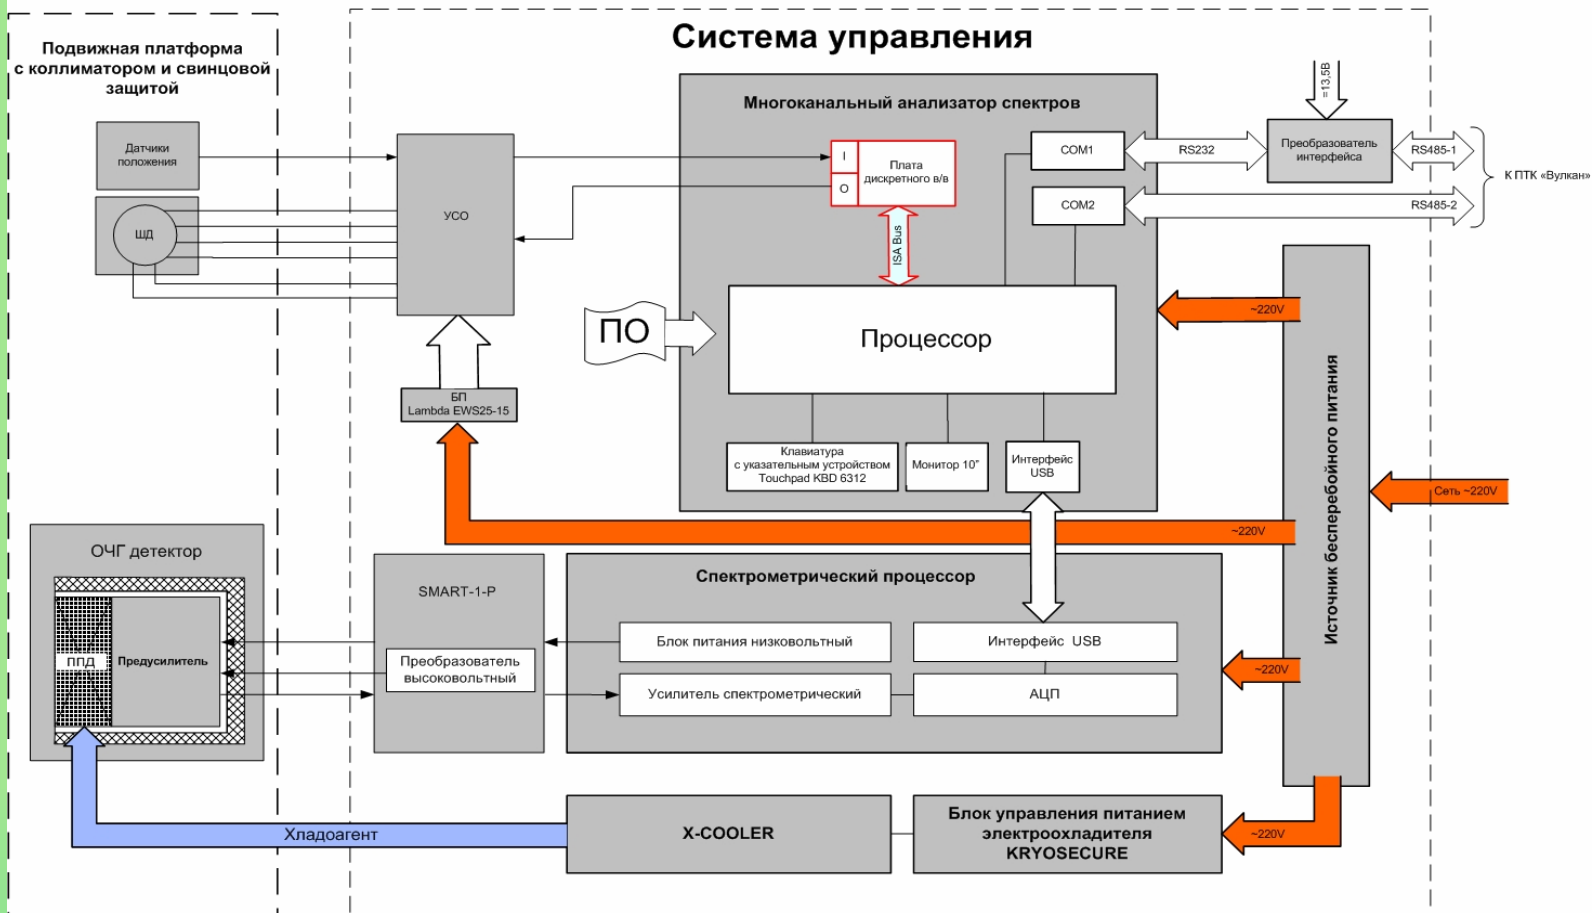 Система управления
Подвижная платформа
с коллиматором и свинцовой
защитой
Многоканальный анализатор спектров
=13,5В
Датчики
положения
УСО
I
O
Плата
дискретного в/в
COM1
RS232
Преобразователь
интерфейса
RS485-1
К ПТК «Вулкан»
COM2
RS485-2
ШД
ISA Bus
~220V
ПО
Процессор
БП
Lambda EWS25-15
Клавиатура
с указательным устройством
Touchpad KBD 6312
Монитор 10"
Интерфейс
USB
Источник бесперебойного питания
Сеть ~220V
~220V
ОЧГ детектор
ППД
Предусилитель
SMART-1-P
Преобразователь
высоковольтный
Спектрометрический процессор
Блок питания низковольтный
Интерфейс USB
Усилитель спектрометрический
АЦП
~220V
Хладоагент
X-COOLER
Блок управления питанием
электроохладителя
KRYOSECURE
~220V